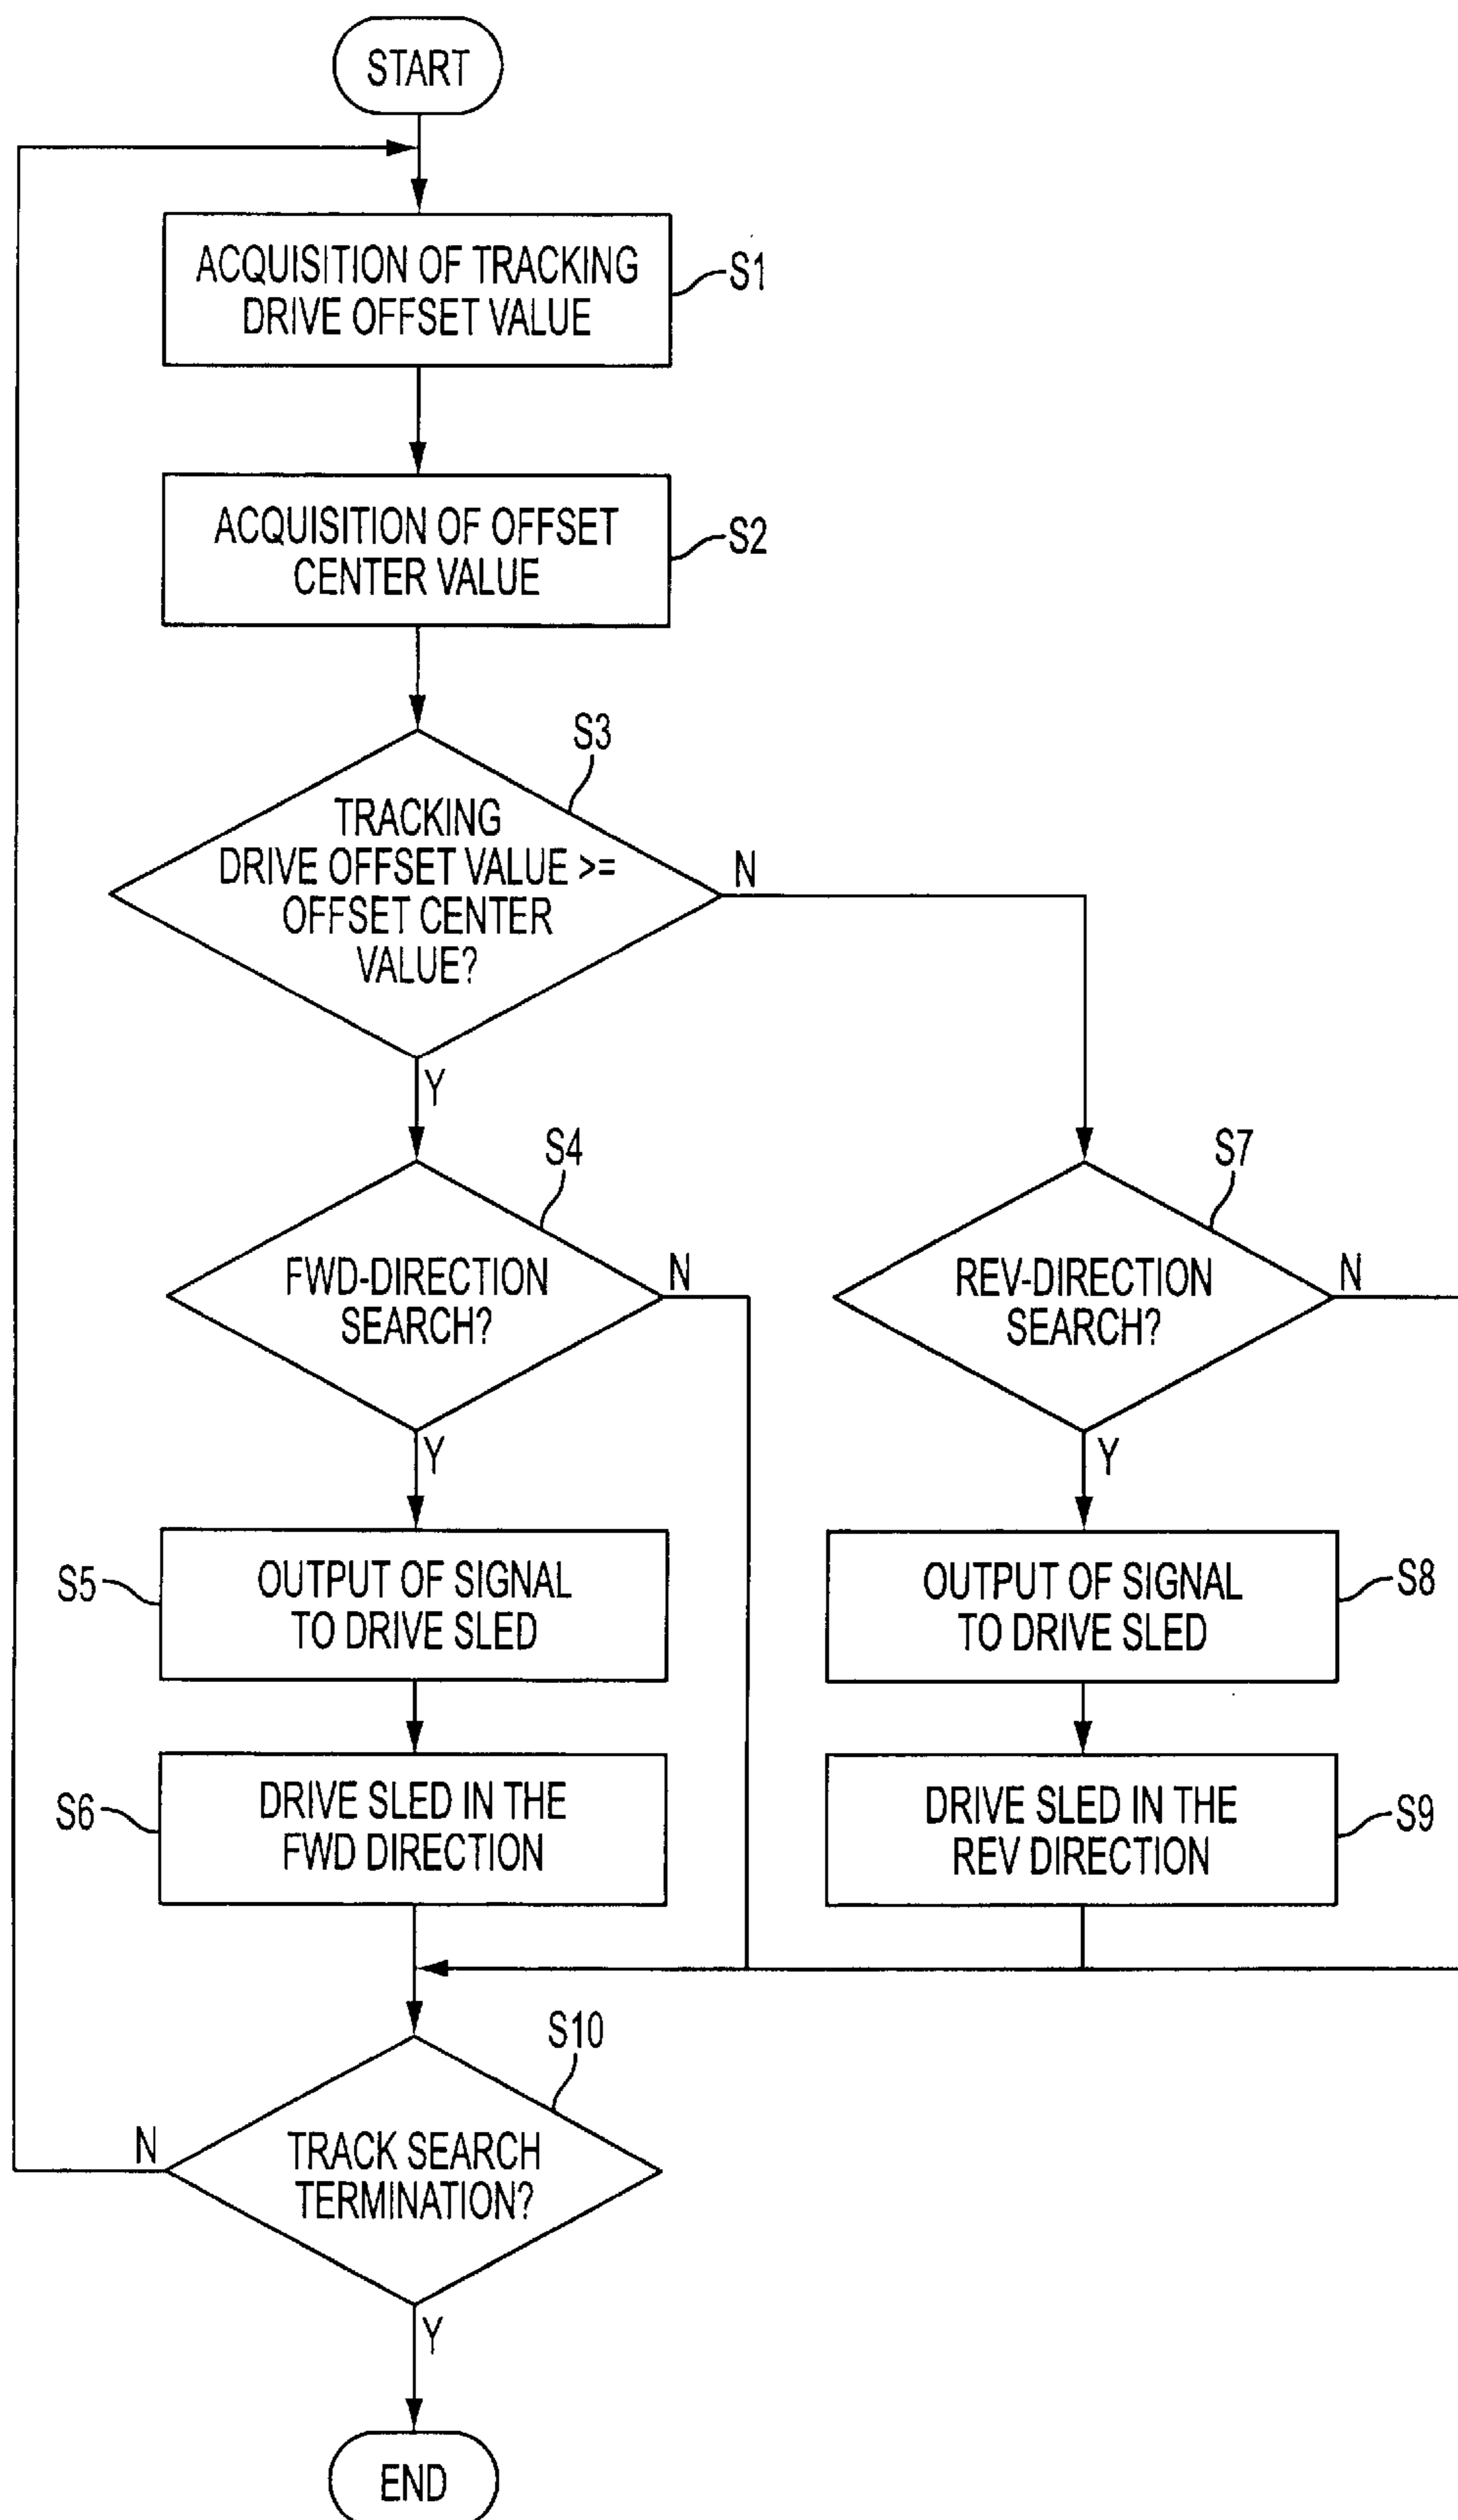 START
ACQUISITION OF TRACKING
DRIVE OFFSET VALUE
S1
ACQUISITION OF OFFSET
CENTER VALUE
S2
S3
TRACKING
DRIVE OFFSET VALUE >=
OFFSET CENTER
VALUE?
N
Y
S4
FWD-DIRECTION
SEARCH?
N
Y
S7
REV-DIRECTION
SEARCH?
N
Y
S5
OUTPUT OF SIGNAL
TO DRIVE SLED
OUTPUT OF SIGNAL
TO DRIVE SLED
S8
S6
DRIVE SLED IN THE
FWD DIRECTION
DRIVE SLED IN THE
REV DIRECTION
S9
S10
N
TRACK SEARCH
TERMINATION?
Y
END